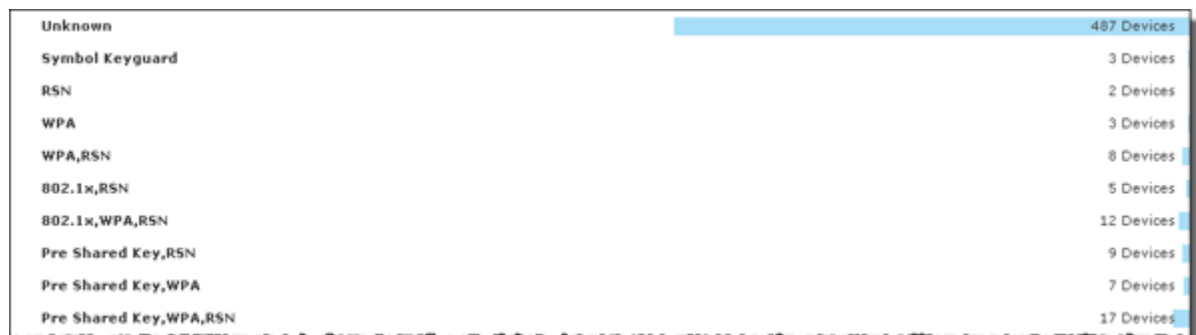 Unknown 487 Devices
Symbol Keyguard 3 Devices
RSN 2 Devices
WPA 3 Devices
WPA,RSN 8 Devices
802.1x,RSN 5 Devices
802.1x,WPA,RSN 12 Devices
Pre Shared Key,RSN 9 Devices
Pre Shared Key,WPA 7 Devices
Pre Shared Key,WPA,RSN 17 Devices